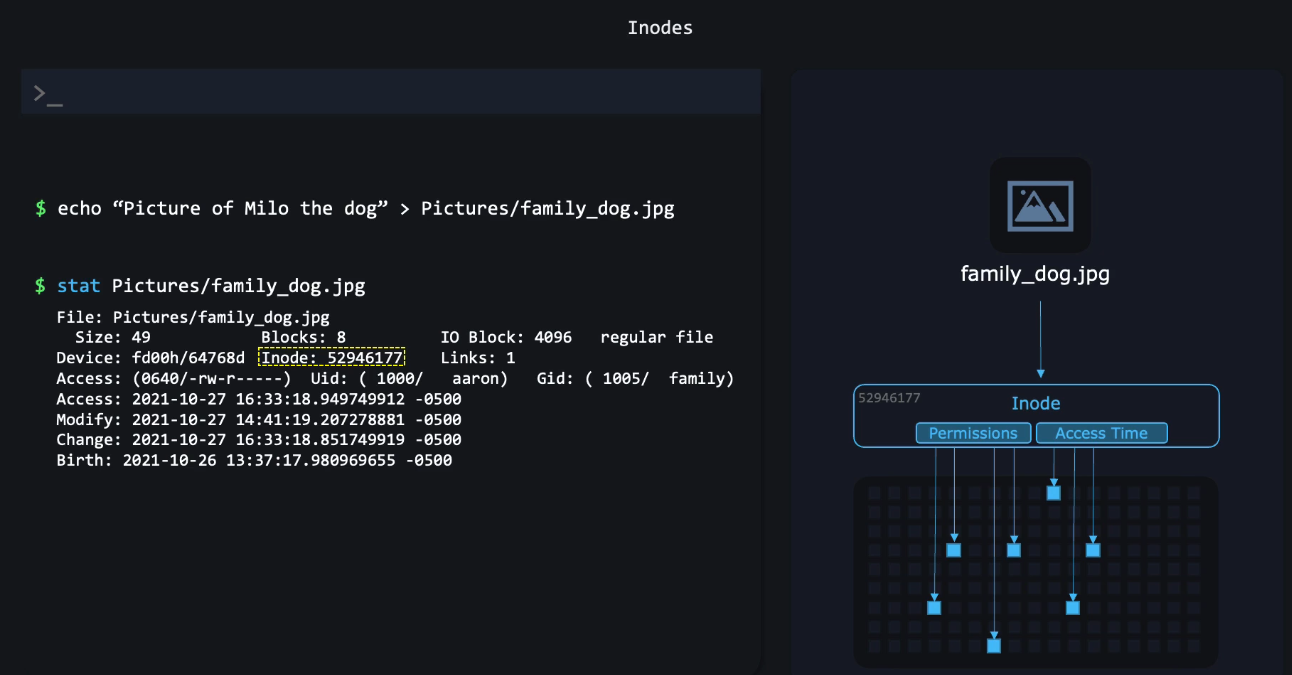 Inodes
>_
$ echo “Picture of Milo the dog” > Pictures/family_dog.jpg
$ stat Pictures/family_dog.jpg
File: Pictures/family_dog.jpg
Size: 49 Blocks: 8 IO Block: 4096 regular file
Device: fd00h/64768d Inode: 52946177 Links: 1
Access: (0640/-rw-r-----) Uid: ( 1000/ aaron) Gid: ( 1005/ family)
Access: 2021-10-27 16:33:18.949749912 -0500
Modify: 2021-10-27 14:41:19.207278881 -0500
Change: 2021-10-27 16:33:18.851749919 -0500
Birth: 2021-10-26 13:37:17.980969655 -0500
family_dog.jpg
52946177
Inode
Permissions Access Time